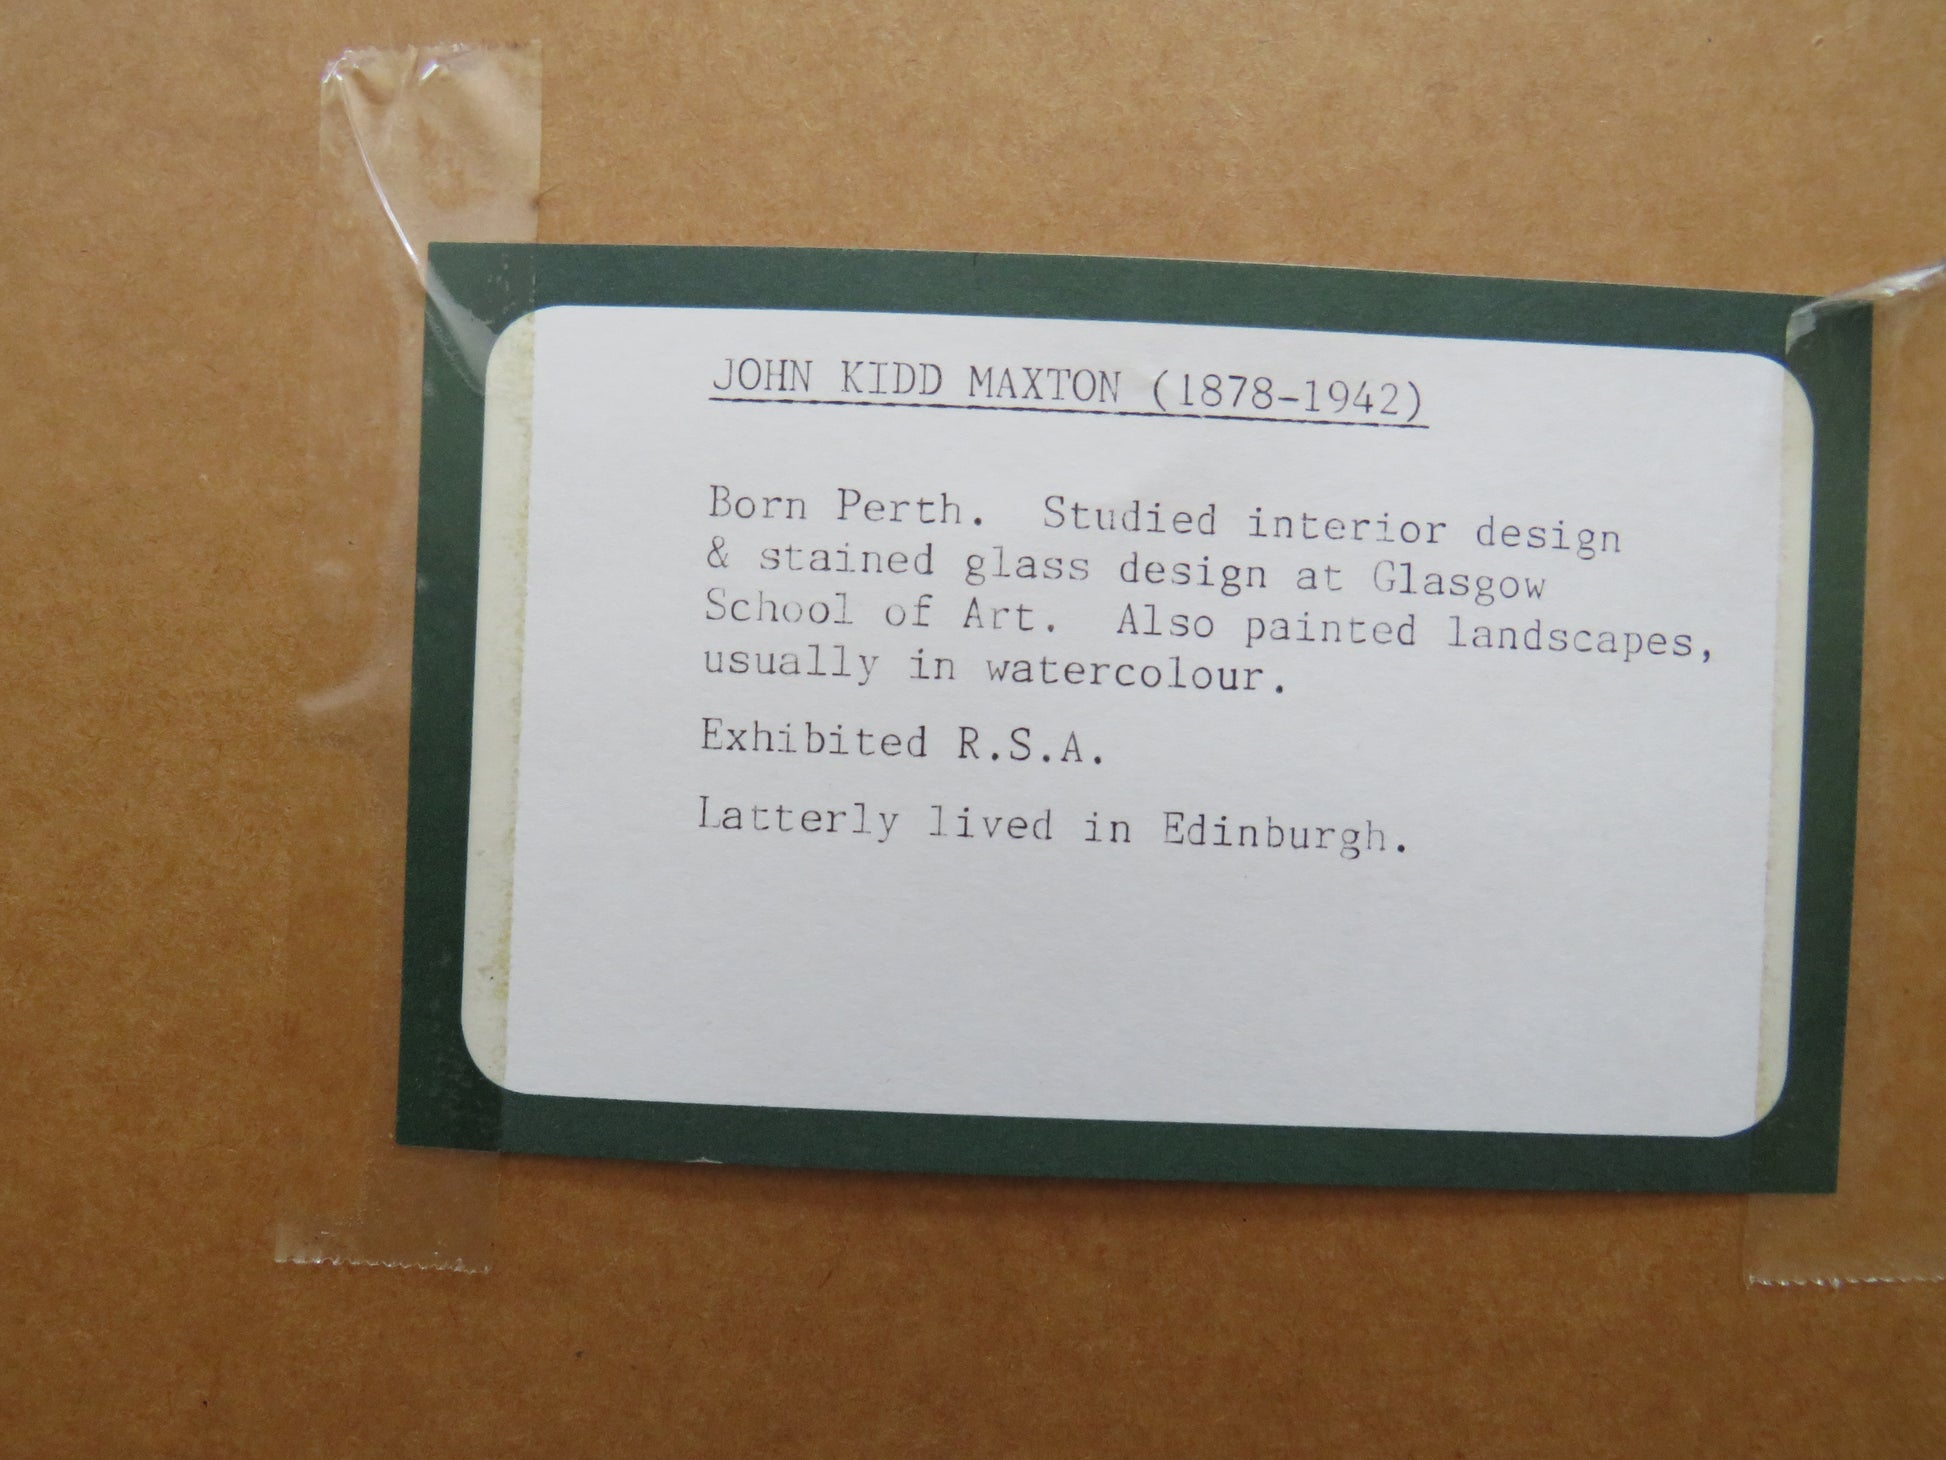 JOHN KIDD MAXTON (1878-1942)
Born Perth. Studied interior design
& stained glass design at Glasgow
School of Art. Also painted landscapes,
usually in watercolour.
Exhibited R.S.A.
Latterly lived in Edinburgh.